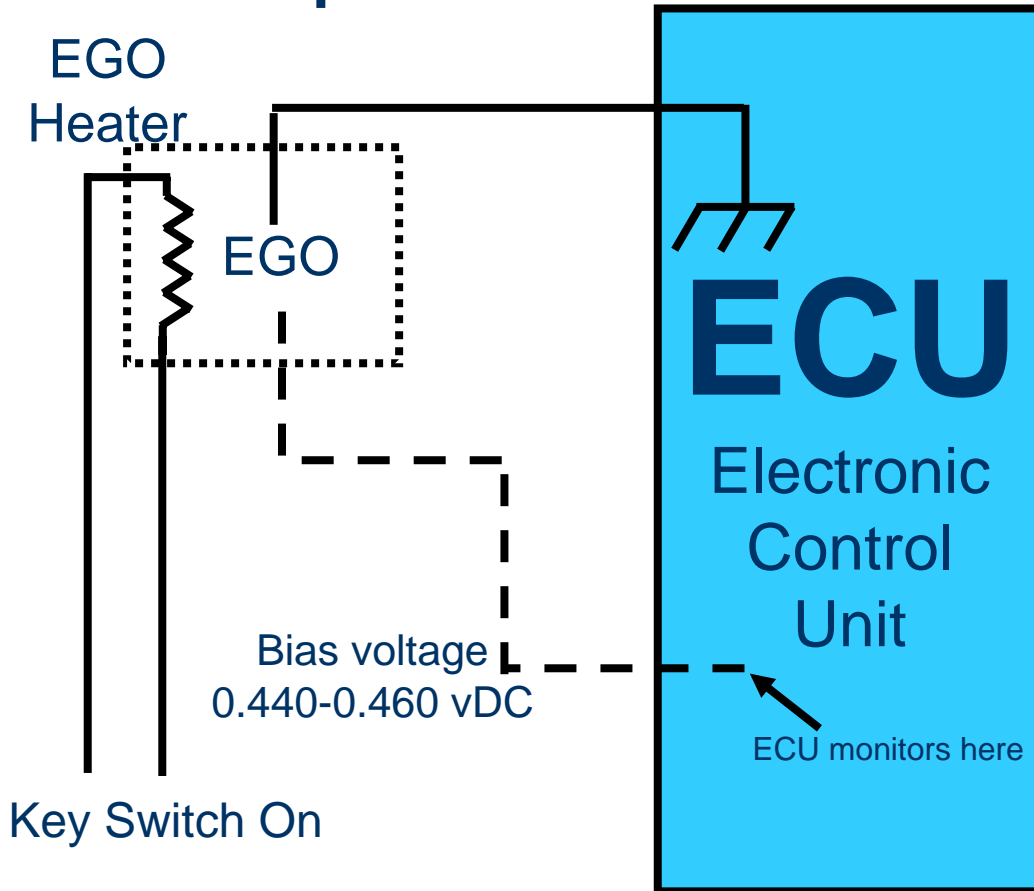 EGO
Heater
EGO
ECU
Electronic
Control
Unit
Bias voltage
0.440-0.460 vDC
ECU monitors here
Key Switch On